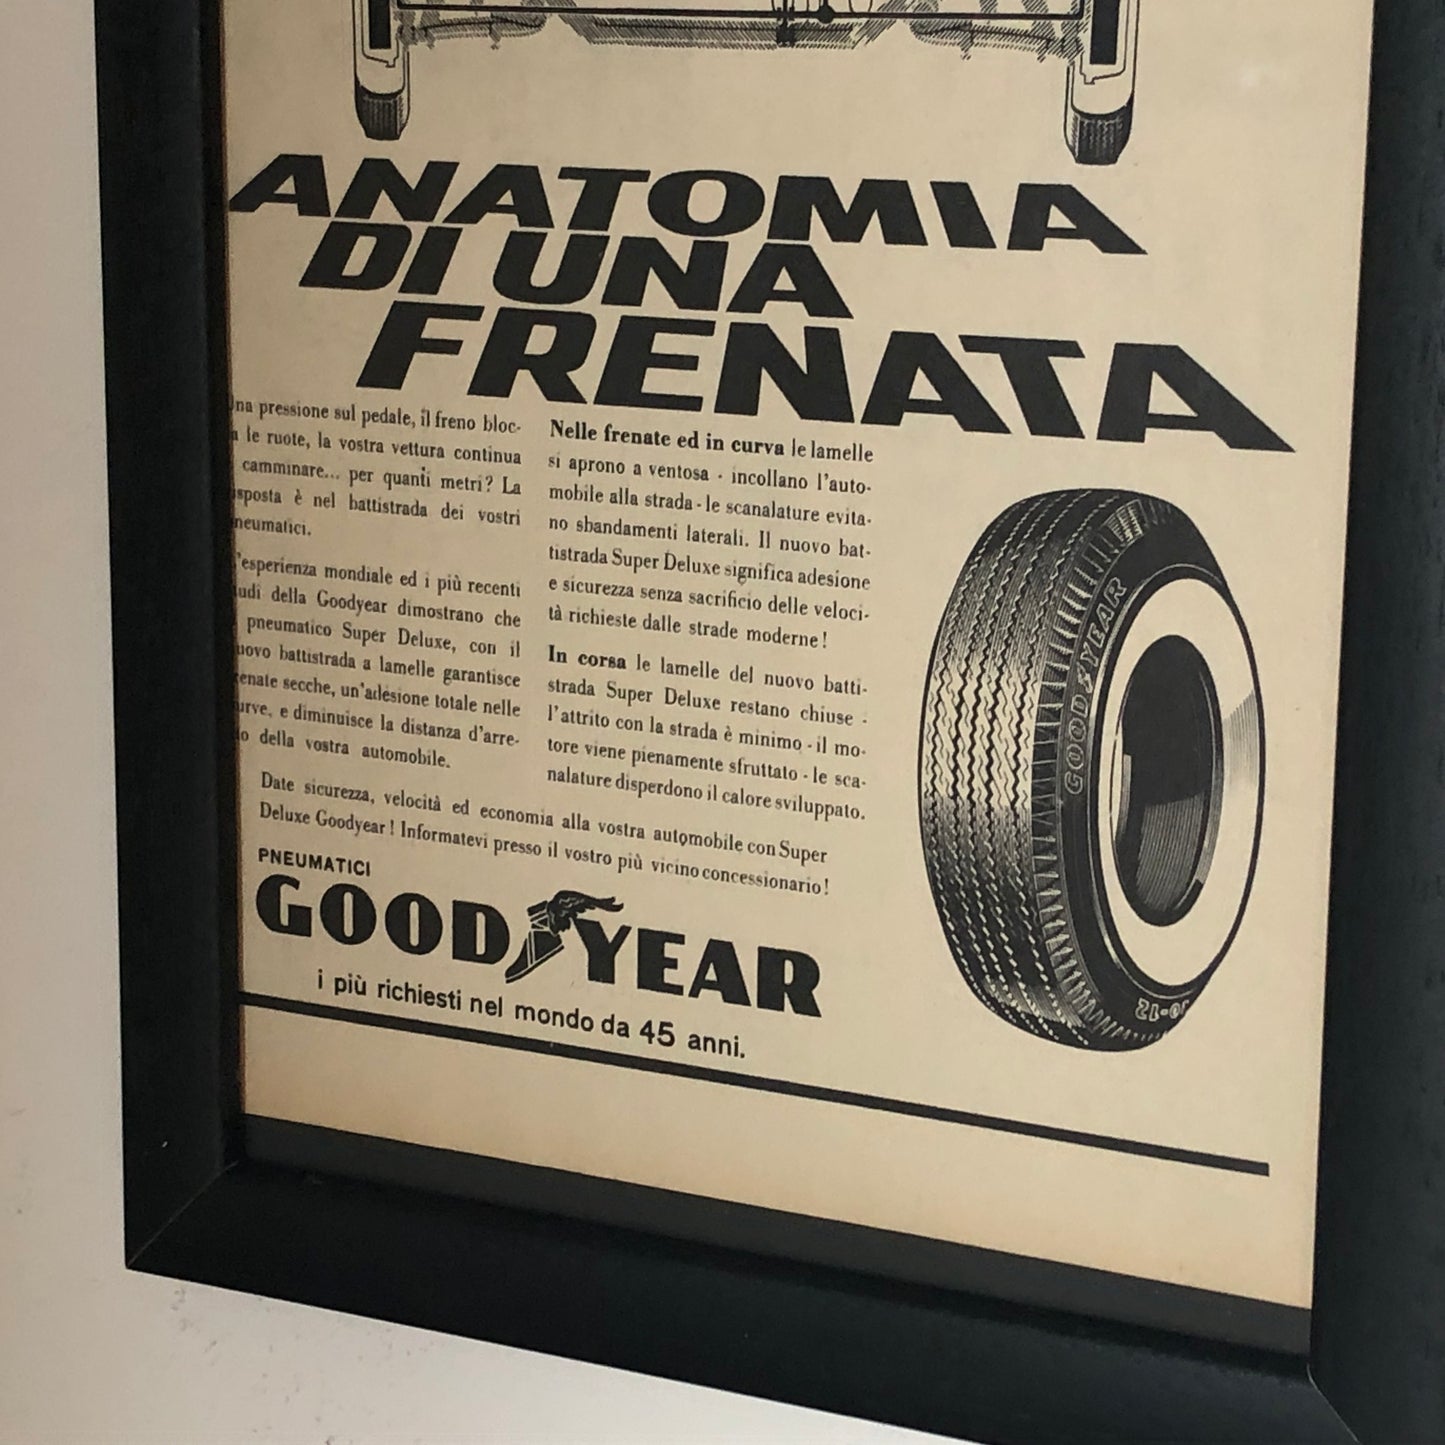 ANATOMIA
DI UNA
FRENATA
na pressione sul pedale, il freno bloc-
a le ruote, la vostra vettura continua
camminare... per quanti metri? La
sposta è nel battistrada dei vostri
neumatici.
'esperienza mondiale ed i più recenti
udi della Goodyear dimostrano che
pneumatico Super Deluxe, con il
uovo battistrada a lamelle garantisce
enate secche, un'adesione totale nelle
urve, e diminuisce la distanza d'arre-
o della vostra automobile.
Nelle frenate ed in curva le lamelle
si aprono a ventosa - incollano l'auto-
mobile alla strada - le scanalature evita-
no sbandamenti laterali. Il nuovo bat-
tistrada Super Deluxe significa adesione
e sicurezza senza sacrificio delle veloci-
tà richieste dalle strade moderne!
In corsa le lamelle del nuovo batti-
strada Super Deluxe restano chiuse -
l'attrito con la strada è minimo - il mo-
tore viene pienamente sfruttato - le sca-
nalature disperdono il calore sviluppato.
Date sicurezza, velocità ed economia alla vostra automobile con Super
Deluxe Goodyear! Informatevi presso il vostro più vicino concessionario!
PNEUMATICI
GOODYEAR
i più richiesti nel mondo da 45 anni.
GOODYEAR